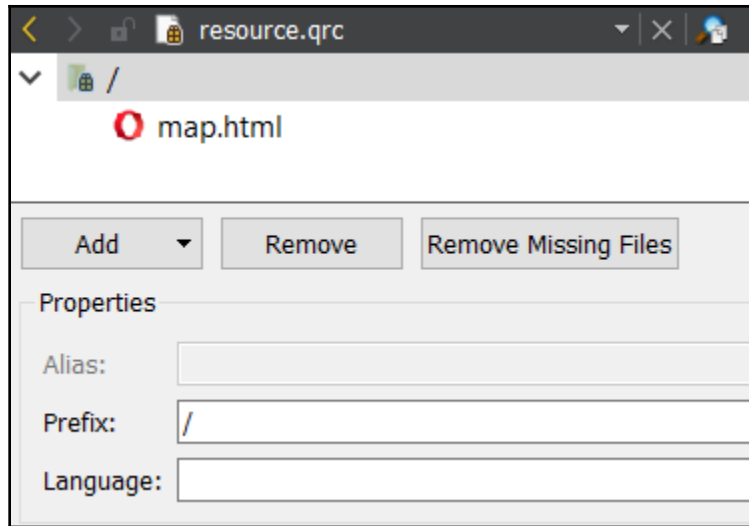 resource.qrc
/
map.html
Add Remove Remove Missing Files
Properties
Alias:
Prefix: /
Language: